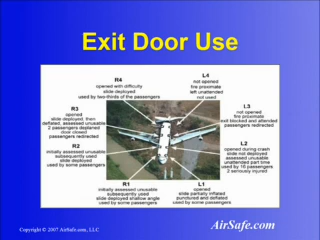 Exit Door Use
R4
opened with difficulty
slide deployed
used by two-thirds of the passengers
L4
not opened
fire proximate
left unattended
not used
R3
opened
slide deployed, then
deflated, assessed unusable
2 passengers deplaned
door closed
passengers redirected
L3
not opened
fire proximate
exit blocked and attended
passengers redirected
R2
initially assessed unusable
subsequently used
slide deployed
used by passengers
L2
opened during crash
slide not deployed
assessed unusable
unattended part time
used by 16 passengers
2 seriously injured
R1
initially assessed unusable
subsequently used
slide deployed shallow angle
used by passengers
L1
opened
slide partially inflated
punctured and deflated
used by passengers
Copyright © 2007 AirSafe.com, LLC
AirSafe.com